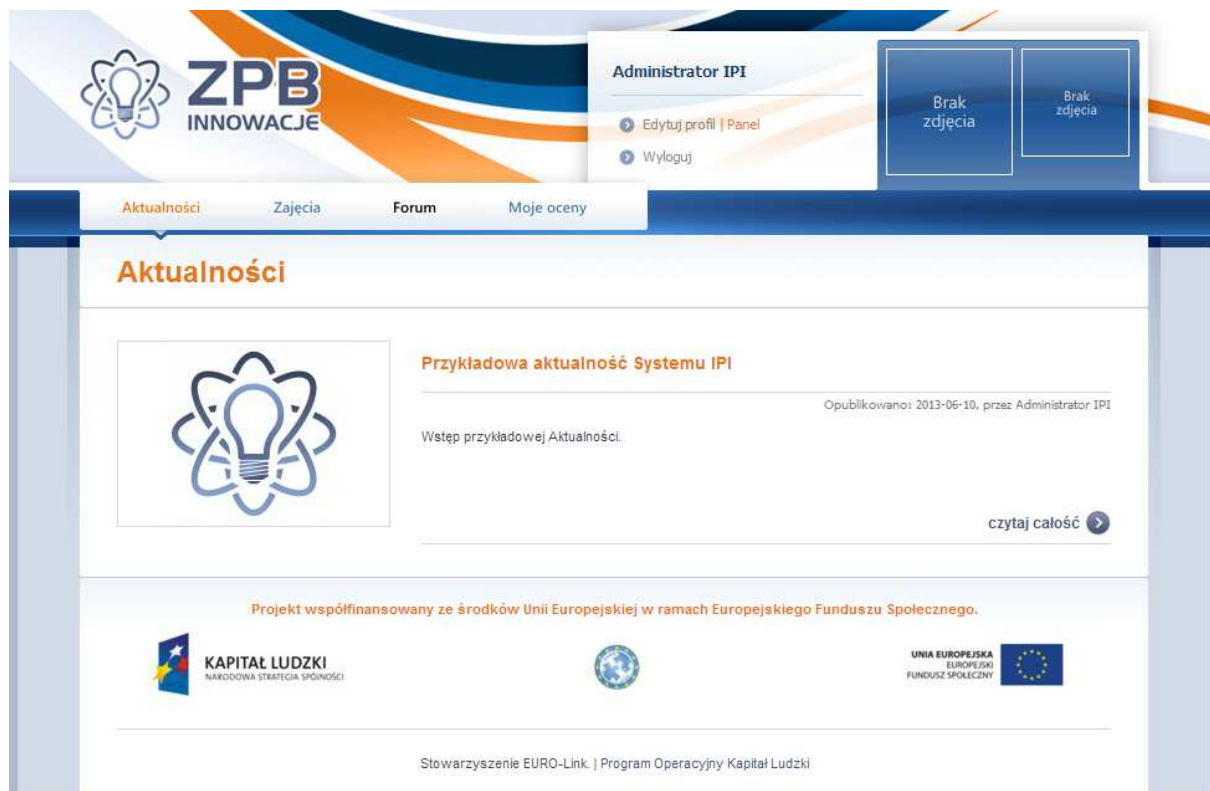 ZPB
INNOWACJE
Administrator IPI
Edytuj profil | Panel
Wyloguj
Brak
zdjęcia
Brak
zdjęcia
Aktualności Zajęcia Forum Moje oceny
Aktualności
Przykładowa aktualność Systemu IPI
Opublikowano: 2013-06-10, przez Administrator IPI
Wstęp przykładowej Aktualności.
czytaj całość
Projekt współfinansowany ze środków Unii Europejskiej w ramach Europejskiego Funduszu Społecznego.
KAPITAŁ LUDZKI
NARODOWA STRATEGIA SPÓJNOŚCI
UNIA EUROPEJSKA
EUROPEJSKI
FUNDUSZ SPOŁECZNY
Stowarzyszenie EURO-Link. | Program Operacyjny Kapitał Ludzki